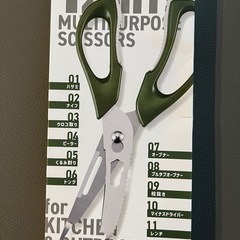 MULTIPURPOSE
SCISSORS
01
ハサミ
02
ナイフ
03
ウロコ取り
04
ピーラー
05
くるみ割り
06
トング
07
オープナー
08
プルタブオープナー
09
栓抜き
10
マイナスドライバー
11
レンチ
for
KITCHEN